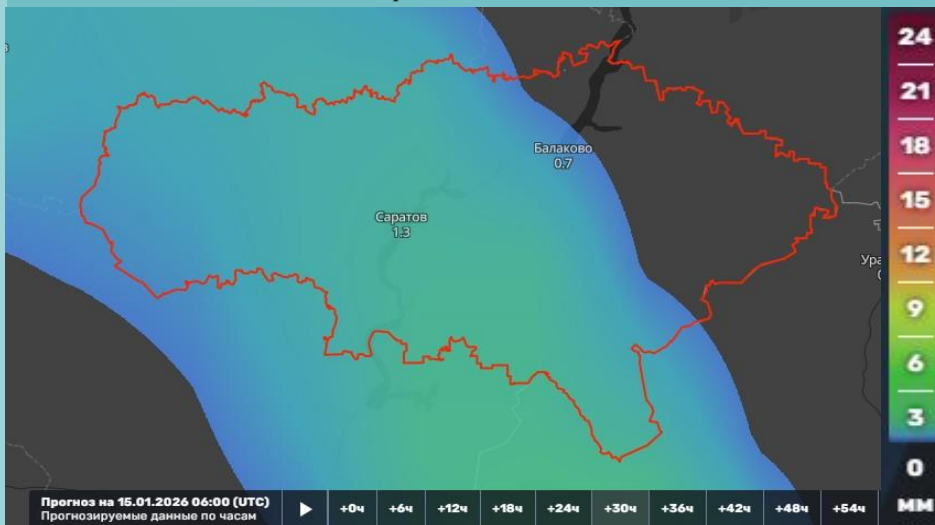 24
21
18
15
12
9
6
3
0
ММ
Балаково
0.7
Саратов
1.3
Ура
Прогноз на 15.01.2026 06:00 (UTC)
Прогнозируемые данные по часам
+0ч +6ч +12ч +18ч +24ч +30ч +36ч +42ч +48ч +54ч